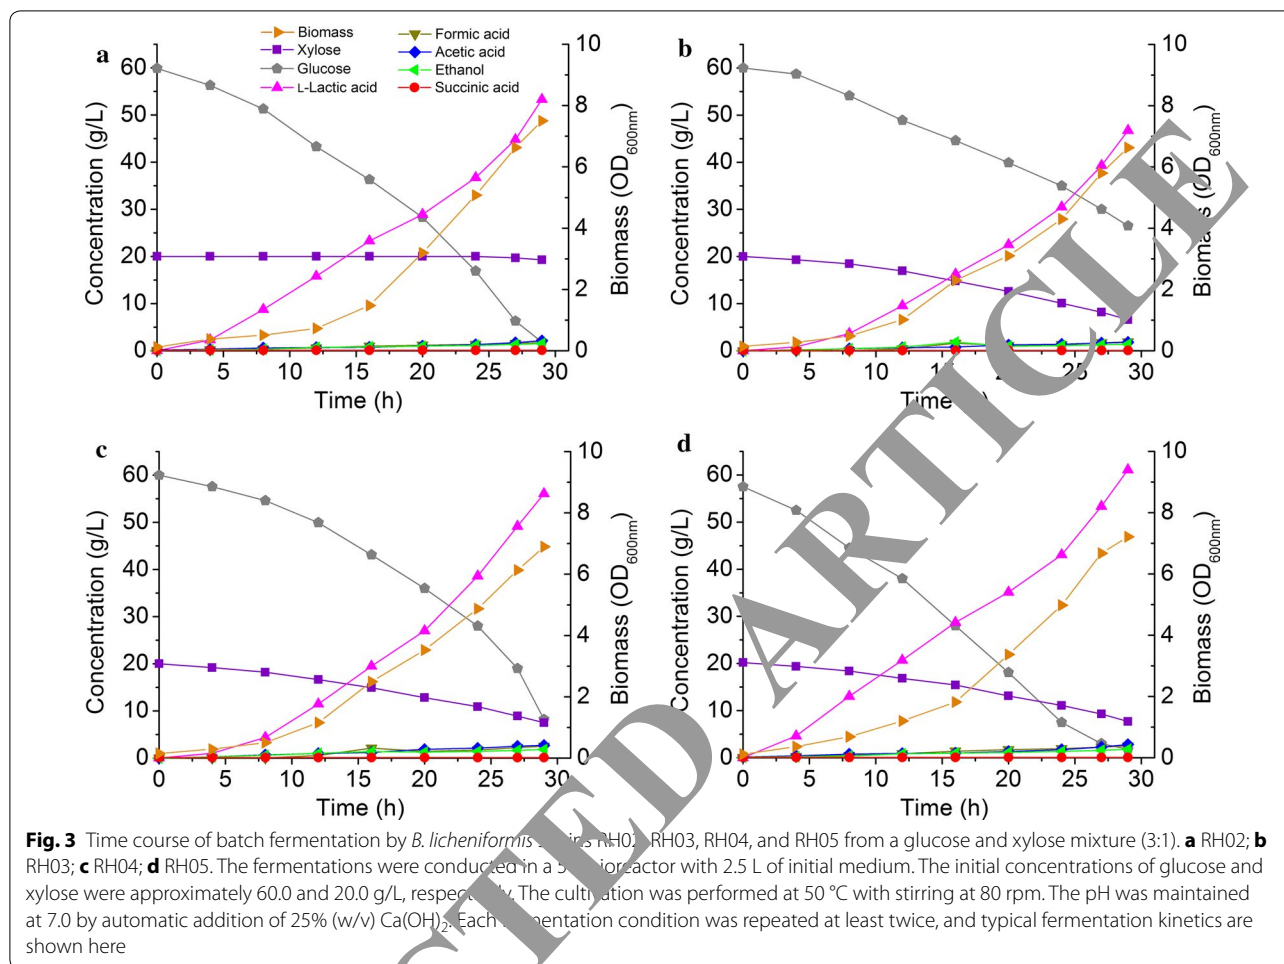 a
Biomass
Xylose
Glucose
L-Lactic acid
Formic acid
Acetic acid
Ethanol
Succinic acid
Concentration (g/L)
60
50
40
30
20
10
0
0 5 10 15 20 25 30
Time (h)
10
8
6
4
2
0
Biomass (OD600nm)
b
Concentration (g/L)
60
50
40
30
20
10
0
0 5 10 15 25 30
Time (h)
10
8
6
4
2
0
Biomass (OD600nm)
c
Concentration (g/L)
60
50
40
30
20
10
0
0 5 10 15 20 25 30
Time (h)
10
8
6
4
2
0
Biomass (OD600nm)
d
Concentration (g/L)
60
50
40
30
20
10
0
0 5 10 15 20 25 30
Time (h)
10
8
6
4
2
0
Biomass (OD600nm)
CTED ARTICLE
Fig. 3 Time course of batch fermentation by B. licheniformis RH02, RH03, RH04, and RH05 from a glucose and xylose mixture (3:1). a RH02; b
RH03; c RH04; d RH05. The fermentations were conducted in a 5 bioreactor with 2.5 L of initial medium. The initial concentrations of glucose and
xylose were approximately 60.0 and 20.0 g/L, respectively. The cultivation was performed at 50 °C with stirring at 80 rpm. The pH was maintained
at 7.0 by automatic addition of 25% (w/v) Ca(OH)2. Each fermentation condition was repeated at least twice, and typical fermentation kinetics are
shown here